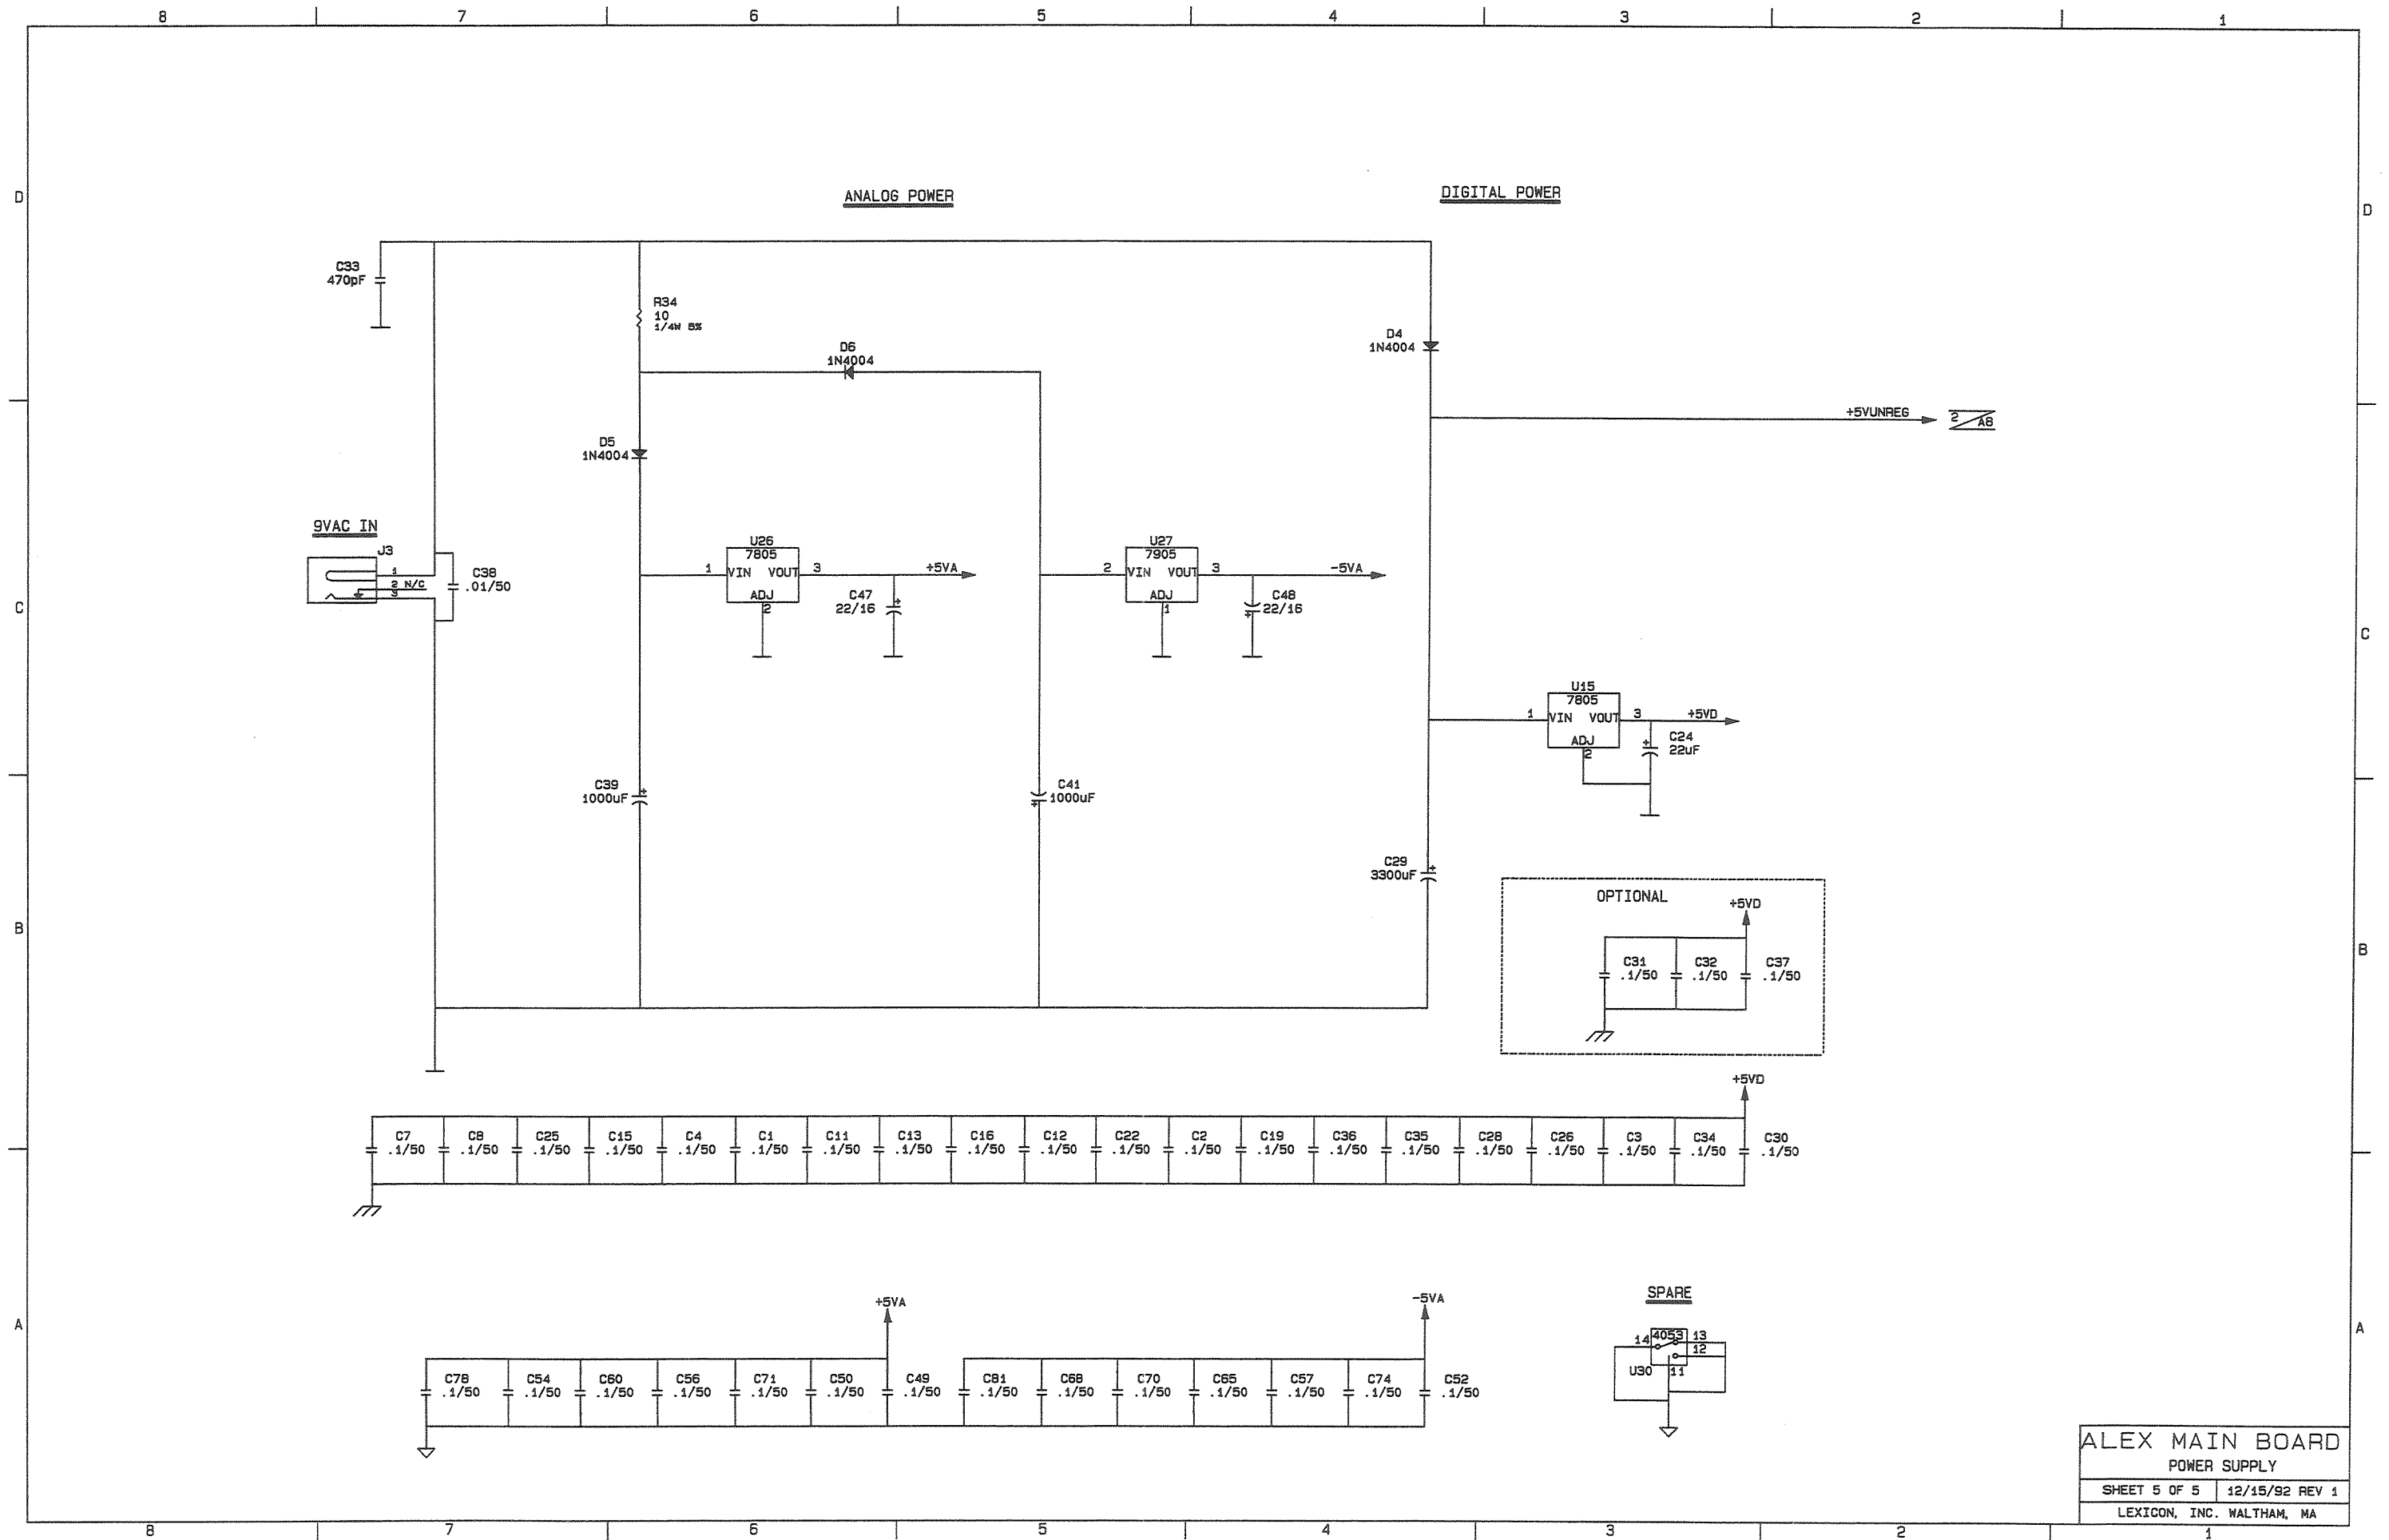 8 7 6 5 4 3 2 1
D D
ANALOG POWER
DIGITAL POWER
C33
470pF
R34
10
1/4W 5%
D6
1N4004
D4
1N4004
+5VUNREG
2 A8
D5
1N4004
9VAC IN
J3
1
2 N/C
3
C38
.01/50
U26
7805
1 VIN VOUT 3
ADJ
2
+5VA
C47
22/16
U27
7905
2 VIN VOUT 3
ADJ
1
-5VA
C48
22/16
C C
U15
7805
1 VIN VOUT 3
ADJ
2
+5VD
C24
22uF
C39
1000uF
C41
1000uF
C29
3300uF
OPTIONAL
+5VD
C31
.1/50
C32
.1/50
C37
.1/50
B B
+5VD
C7 C8 C25 C15 C4 C1 C11 C13 C16 C12 C22 C2 C19 C36 C35 C28 C26 C3 C34 C30
.1/50 .1/50 .1/50 .1/50 .1/50 .1/50 .1/50 .1/50 .1/50 .1/50 .1/50 .1/50 .1/50 .1/50 .1/50 .1/50 .1/50 .1/50 .1/50 .1/50
+5VA
-5VA
C78 C54 C60 C56 C71 C50 C49 C81 C68 C70 C65 C57 C74 C52
.1/50 .1/50 .1/50 .1/50 .1/50 .1/50 .1/50 .1/50 .1/50 .1/50 .1/50 .1/50 .1/50 .1/50
SPARE
14 4053 13
12
U30 11
A A
ALEX MAIN BOARD
POWER SUPPLY
SHEET 5 OF 5 12/15/92 REV 1
LEXICON, INC. WALTHAM, MA
8 7 6 5 4 3 2 1